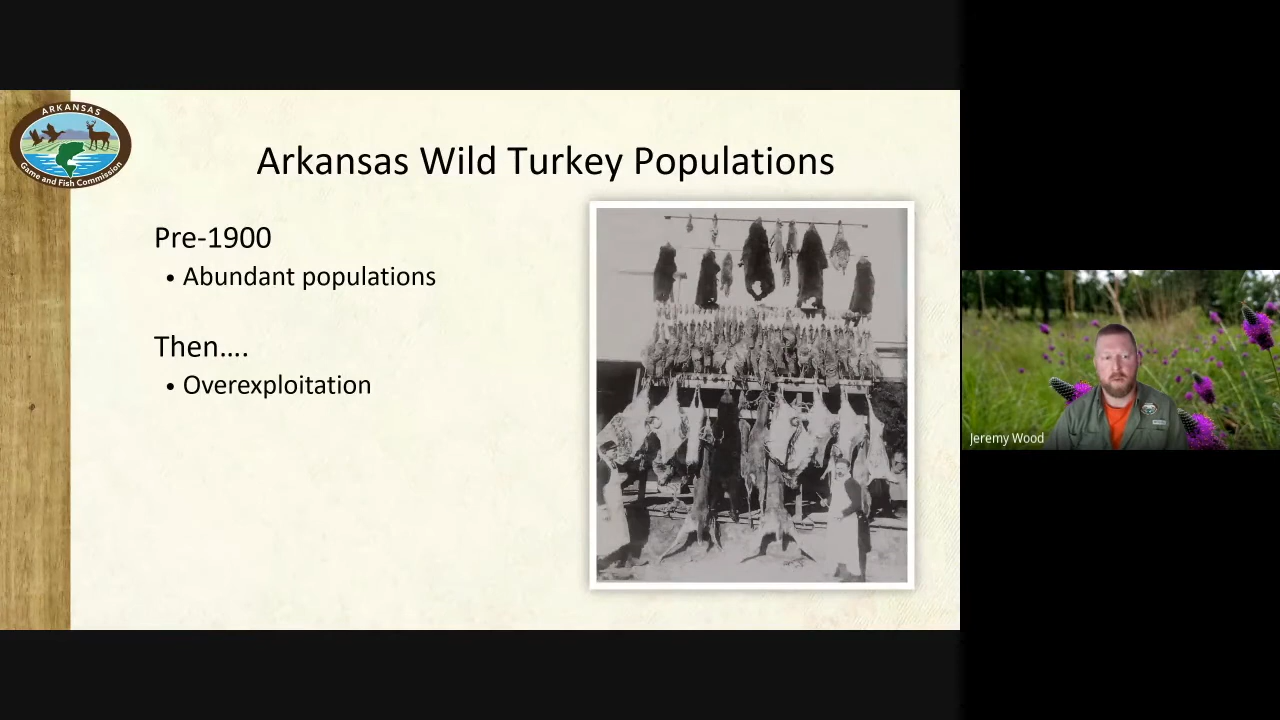 ARKANSAS
Game and Fish Commission
Arkansas Wild Turkey Populations
Pre-1900
• Abundant populations
Then....
• Overexploitation
Jeremy Wood